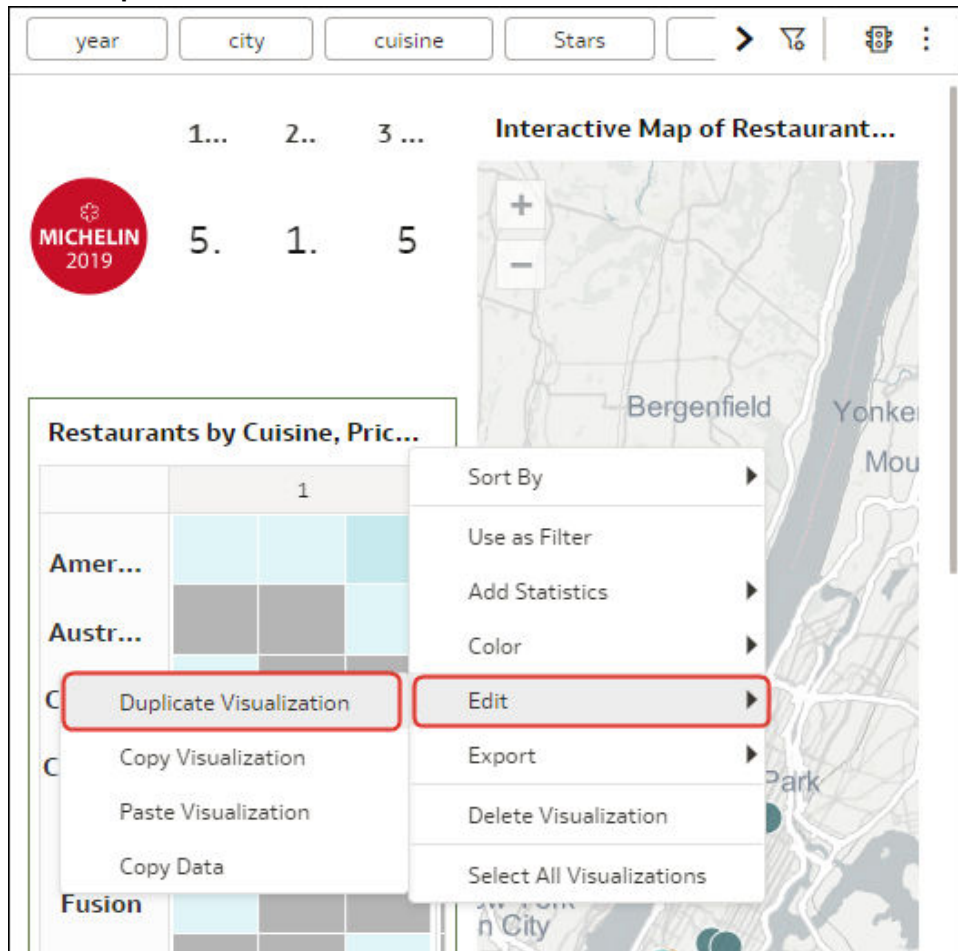 year city cuisine Stars
1... 2.. 3 ...
Interactive Map of Restaurant...
MICHELIN
2019
5. 1. 5
+
−
Bergenfield
Yonke
Mou
Restaurants by Cuisine, Pric...
1
Amer...
Austr...
C
C
Fusion
Sort By
Use as Filter
Add Statistics
Color
Edit
Export
Delete Visualization
Select All Visualizations
Duplicate Visualization
Copy Visualization
Paste Visualization
Copy Data
Park
n City